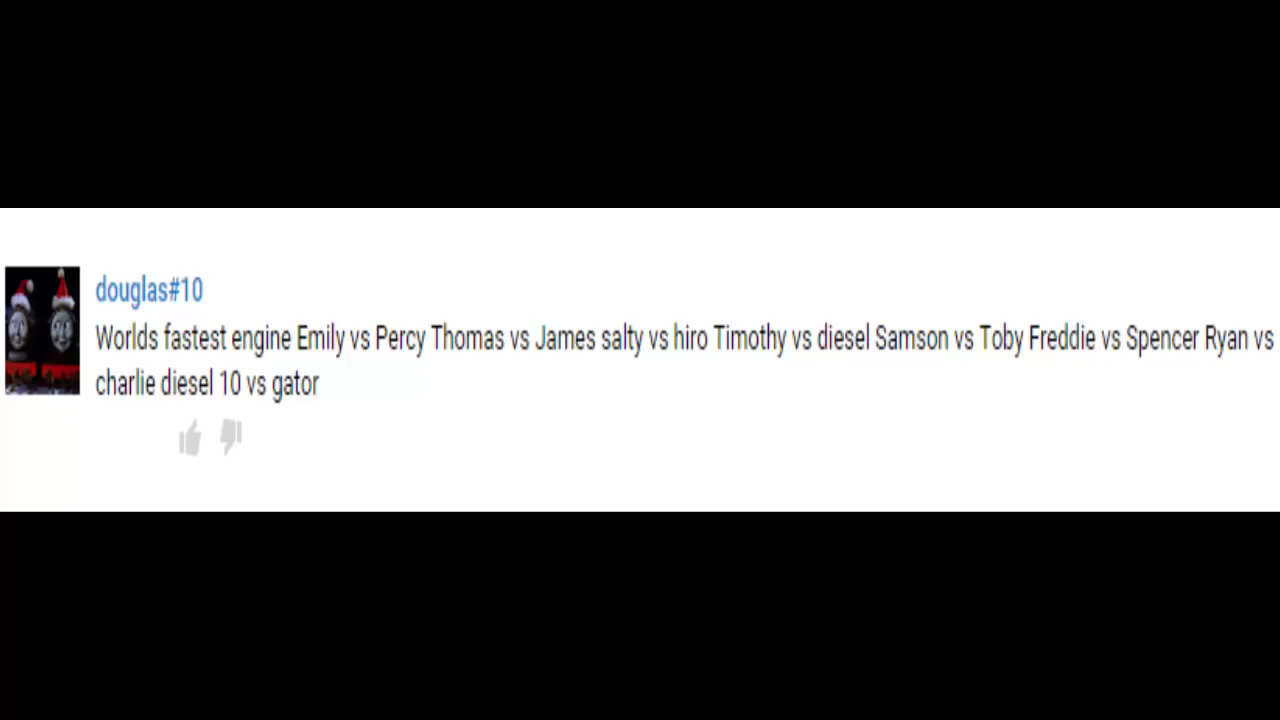 douglas#10
Worlds fastest engine Emily vs Percy Thomas vs James salty vs hiro Timothy vs diesel Samson vs Toby Freddie vs Spencer Ryan vs
charlie diesel 10 vs gator